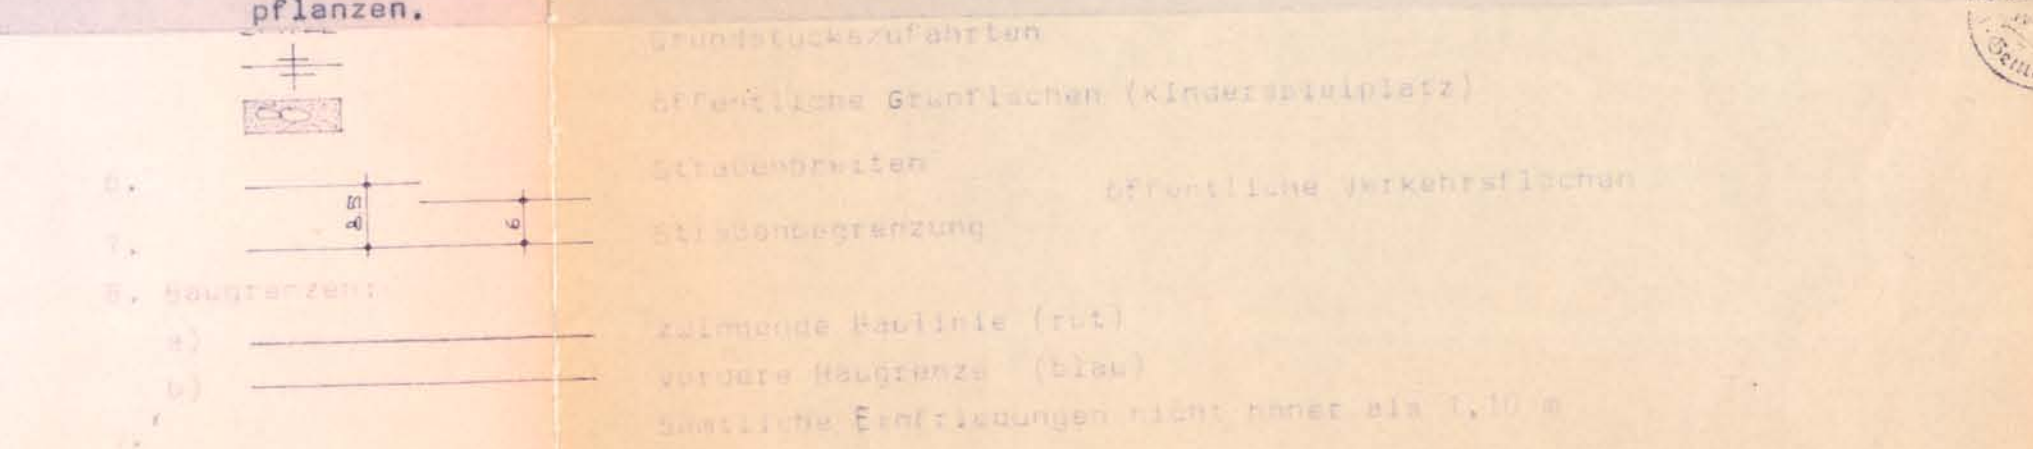 pflanzen.
Grundstückszufahrten
öffentliche Grünflächen (Kinderspielplatz)
6. Straßenbreiten
öffentliche Verkehrsflächen
8 5
6
7. Straßenbegrenzung
8. Baugrenzen:
a) zwingende Baulinie (rot)
b) vordere Baugrenze (blau)
Sämtliche Einfriedungen nicht höher als 1,10 m